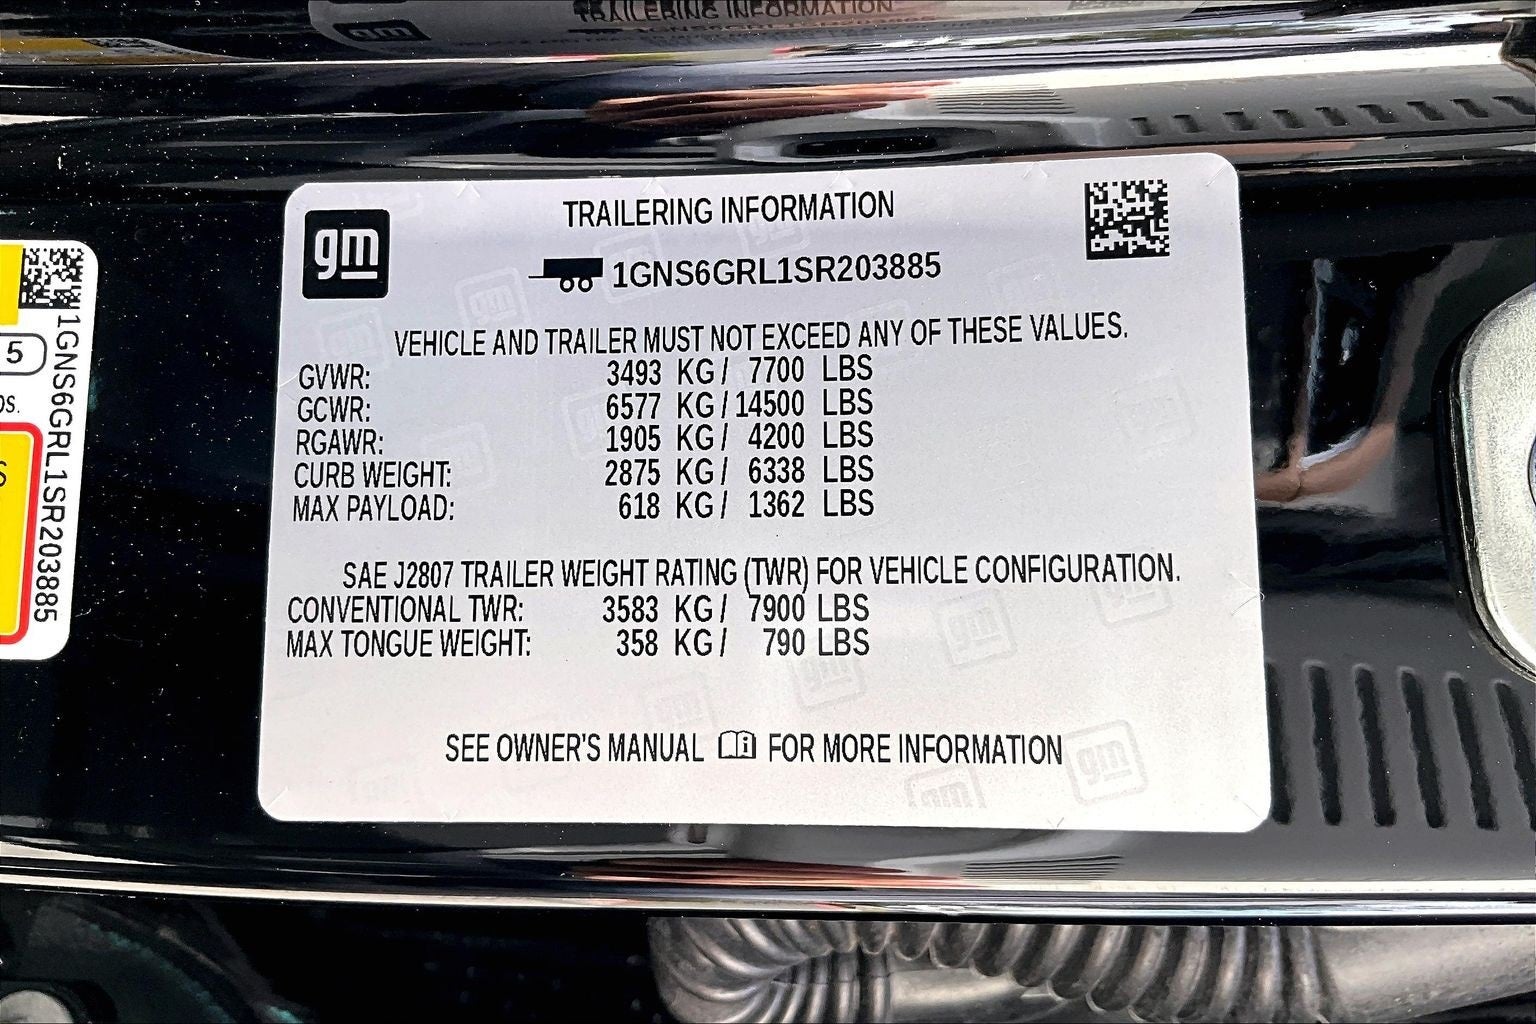 TRAILERING INFORMATION
gm
TRAILERING INFORMATION
1GNS6GRL1SR203885
VEHICLE AND TRAILER MUST NOT EXCEED ANY OF THESE VALUES.
GVWR: 3493 KG/ 7700 LBS
GCWR: 6577 KG/ 14500 LBS
RGAWR: 1905 KG/ 4200 LBS
CURB WEIGHT: 2875 KG/ 6338 LBS
MAX PAYLOAD: 618 KG/ 1362 LBS
SAE J2807 TRAILER WEIGHT RATING (TWR) FOR VEHICLE CONFIGURATION.
CONVENTIONAL TWR: 3583 KG/ 7900 LBS
MAX TONGUE WEIGHT: 358 KG/ 790 LBS
SEE OWNER'S MANUAL FOR MORE INFORMATION
5
1GNS6GRL1SR203885